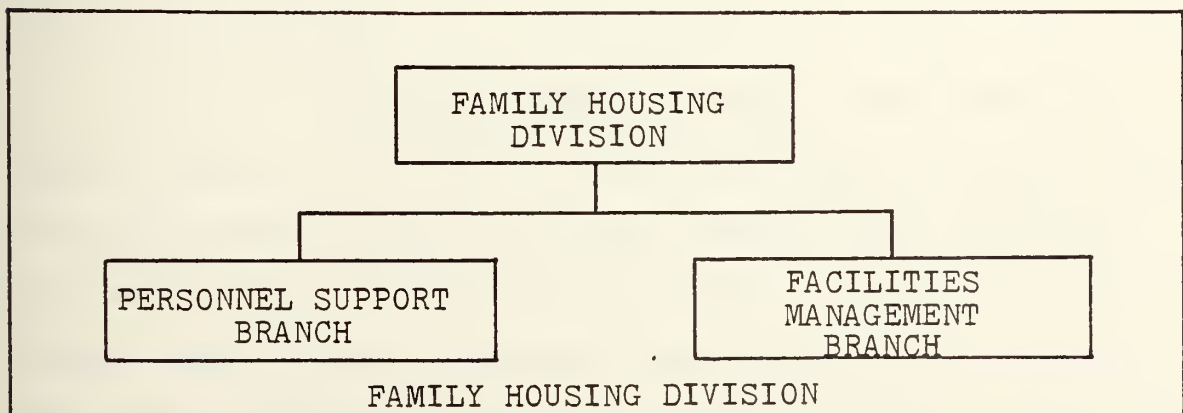 FAMILY HOUSING
DIVISION
PERSONNEL SUPPORT
BRANCH
FACILITIES
MANAGEMENT
BRANCH
FAMILY HOUSING DIVISION